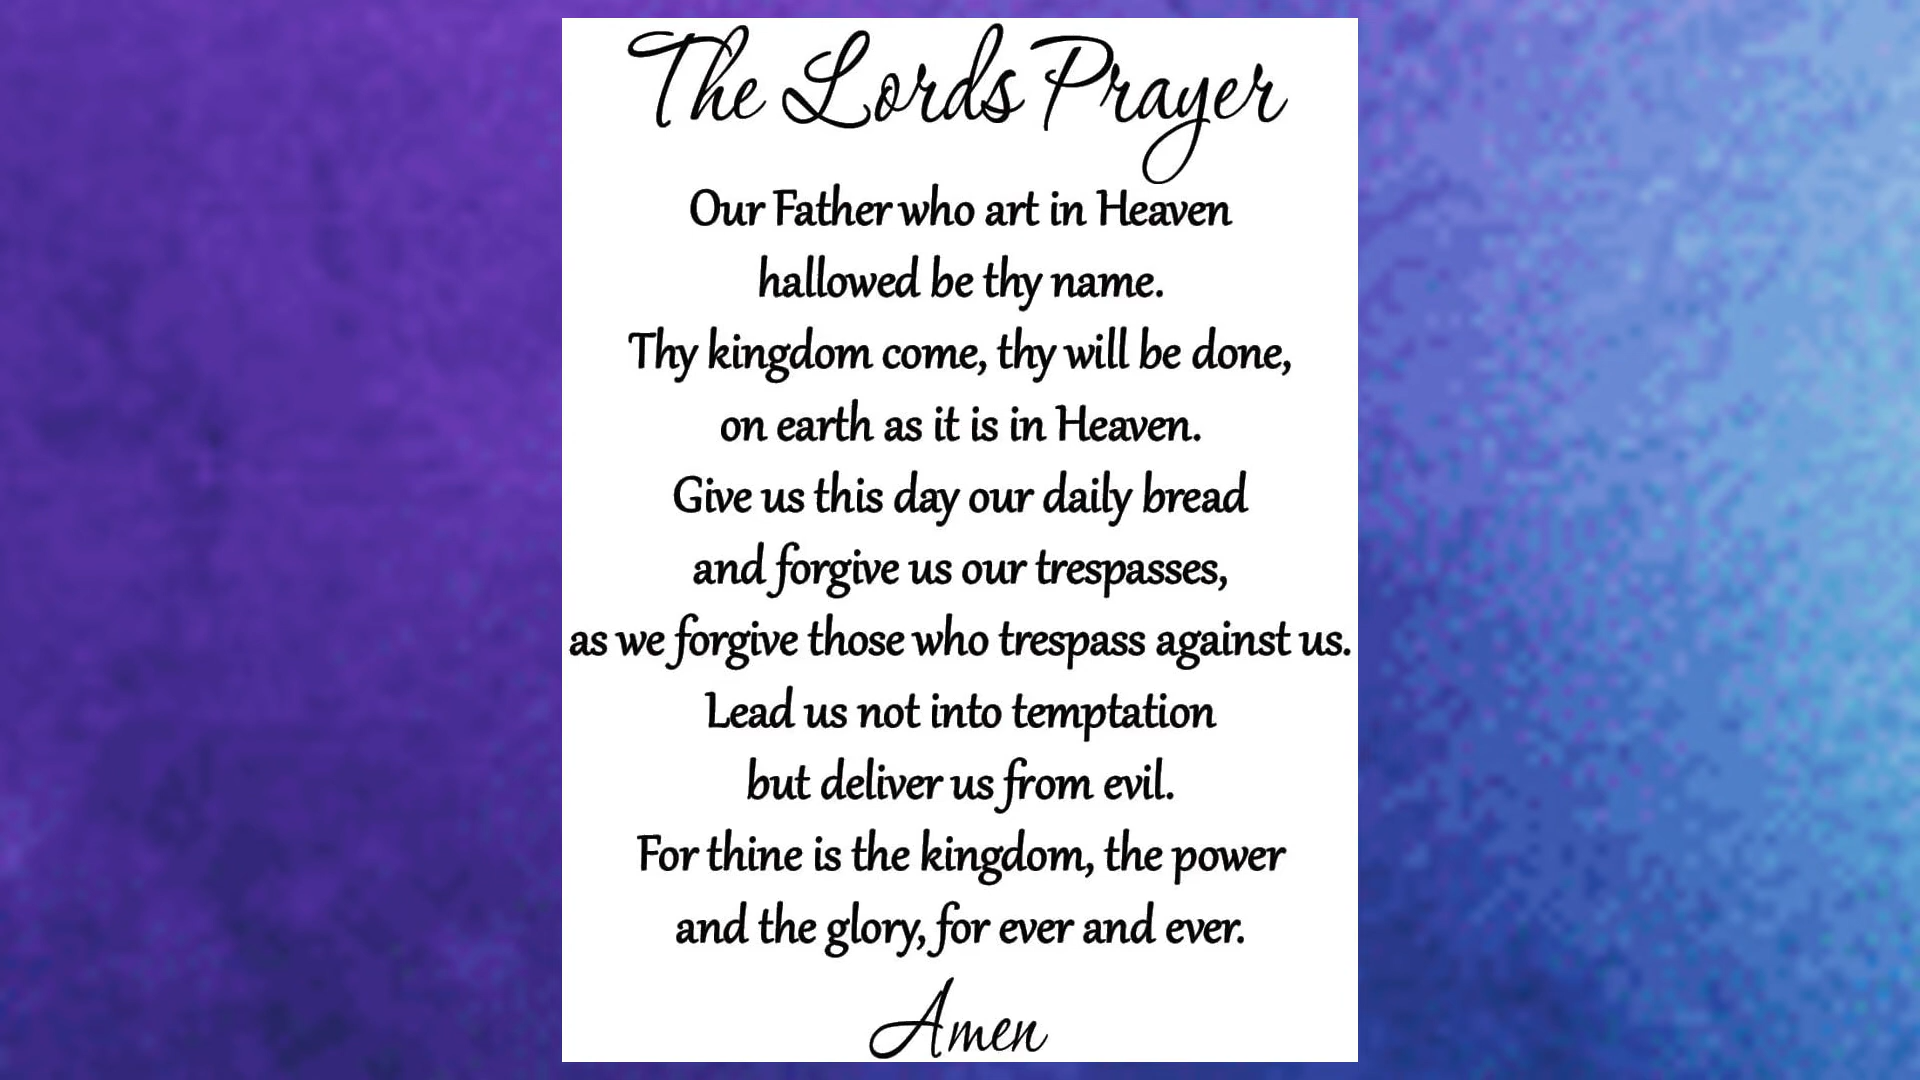 The Lords Prayer
Our Father who art in Heaven
hallowed be thy name.
Thy kingdom come, thy will be done,
on earth as it is in Heaven.
Give us this day our daily bread
and forgive us our trespasses,
as we forgive those who trespass against us.
Lead us not into temptation
but deliver us from evil.
For thine is the kingdom, the power
and the glory, for ever and ever.
Amen